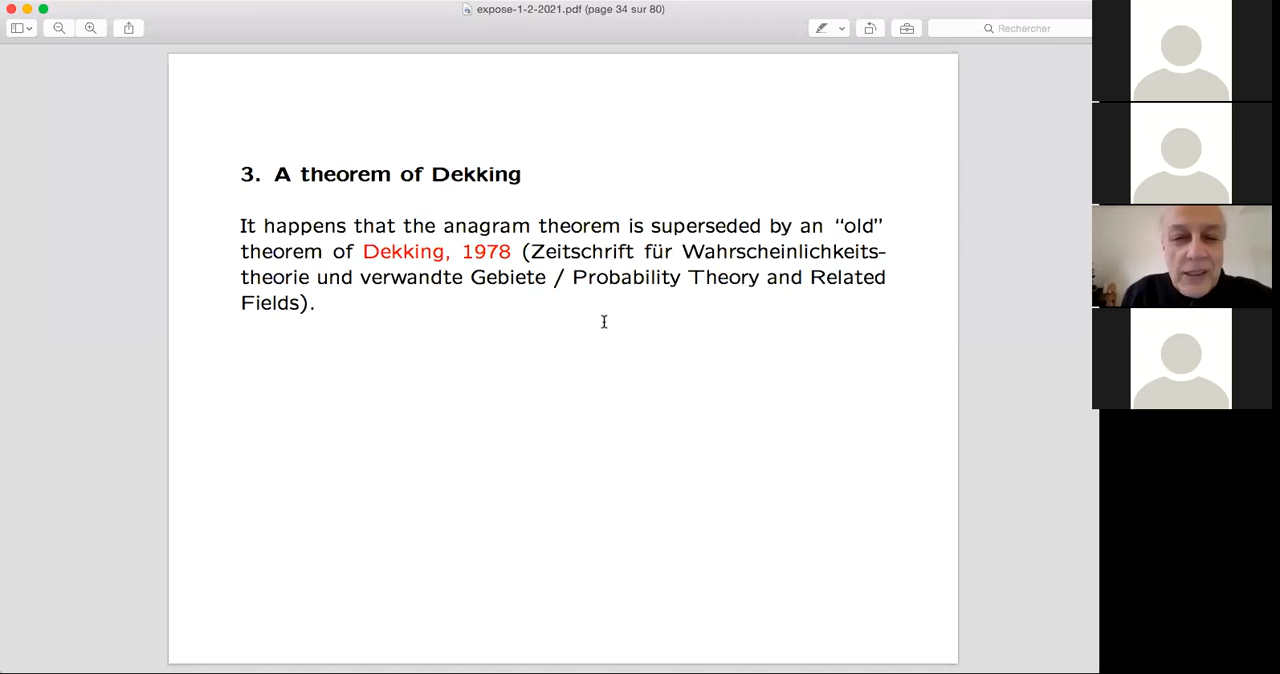 expose-1-2-2021.pdf (page 34 sur 80)
Rechercher
3. A theorem of Dekking
It happens that the anagram theorem is superseded by an “old”
theorem of Dekking, 1978 (Zeitschrift für Wahrscheinlichkeits-
theorie und verwandte Gebiete / Probability Theory and Related
Fields).